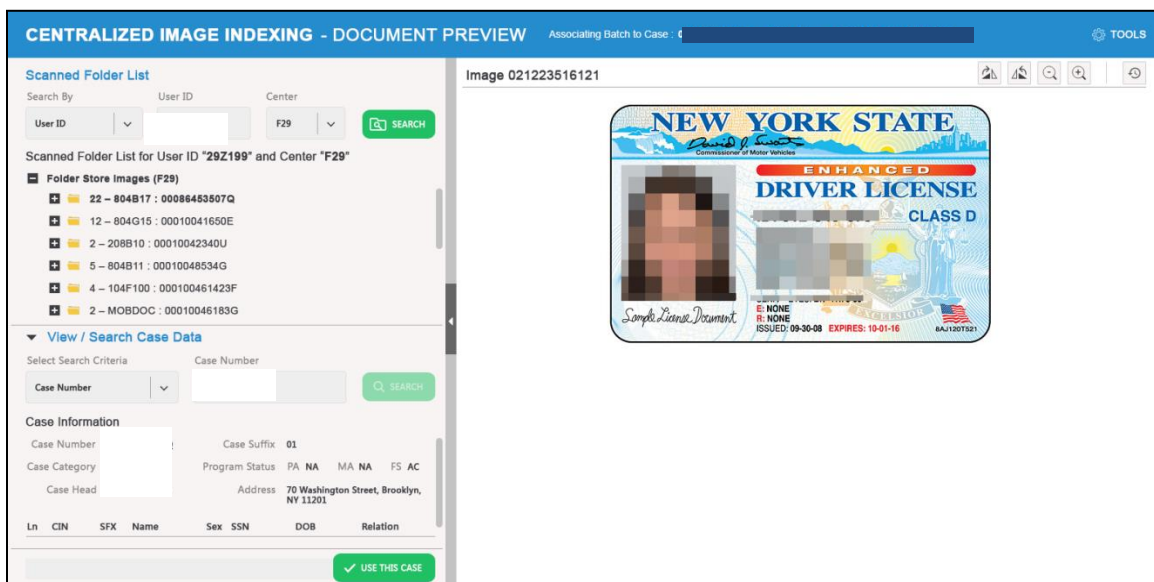 CENTRALIZED IMAGE INDEXING - DOCUMENT PREVIEW
Associating Batch to Case :
TOOLS
Scanned Folder List
Search By
User ID
Center
User ID
F29
SEARCH
Scanned Folder List for User ID "29Z199" and Center "F29"
Folder Store Images (F29)
22 – 804B17 : 00086453507Q
12 – 804G15 : 00010041650E
2 – 208B10 : 00010042340U
5 – 804B11 : 00010048534G
4 – 104F100 : 000100461423F
2 – MOBDOC : 00010046183G
View / Search Case Data
Select Search Criteria
Case Number
Case Number
SEARCH
Case Information
Case Number
Case Suffix 01
Case Category
Program Status PA NA MA NA FS AC
Case Head
Address 70 Washington Street, Brooklyn,
NY 11201
Ln CIN SFX Name Sex SSN DOB Relation
USE THIS CASE
Image 021223516121
NEW YORK STATE
David J. Swarts
Commissioner of Motor Vehicles
ENHANCED
DRIVER LICENSE
CLASS D
E: NONE
R: NONE
ISSUED: 09-30-08 EXPIRES: 10-01-16
EXCELSIOR
8AJ120T521
Sample License Document